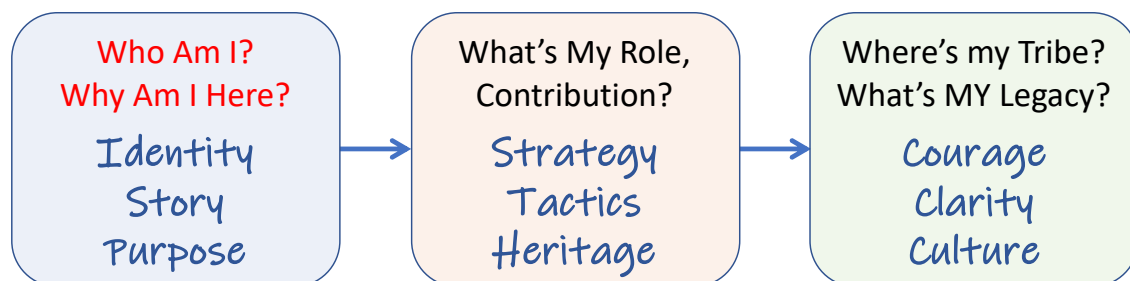 Who Am I?
Why Am I Here?
Identity
Story
Purpose
What's My Role,
Contribution?
Strategy
Tactics
Heritage
Where's my Tribe?
What's MY Legacy?
Courage
Clarity
Culture